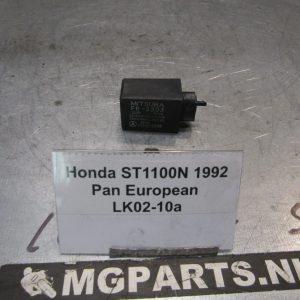 MITSUBA
Honda ST1100N 1992
Pan European
LK02-10a
MGPARTS.NL